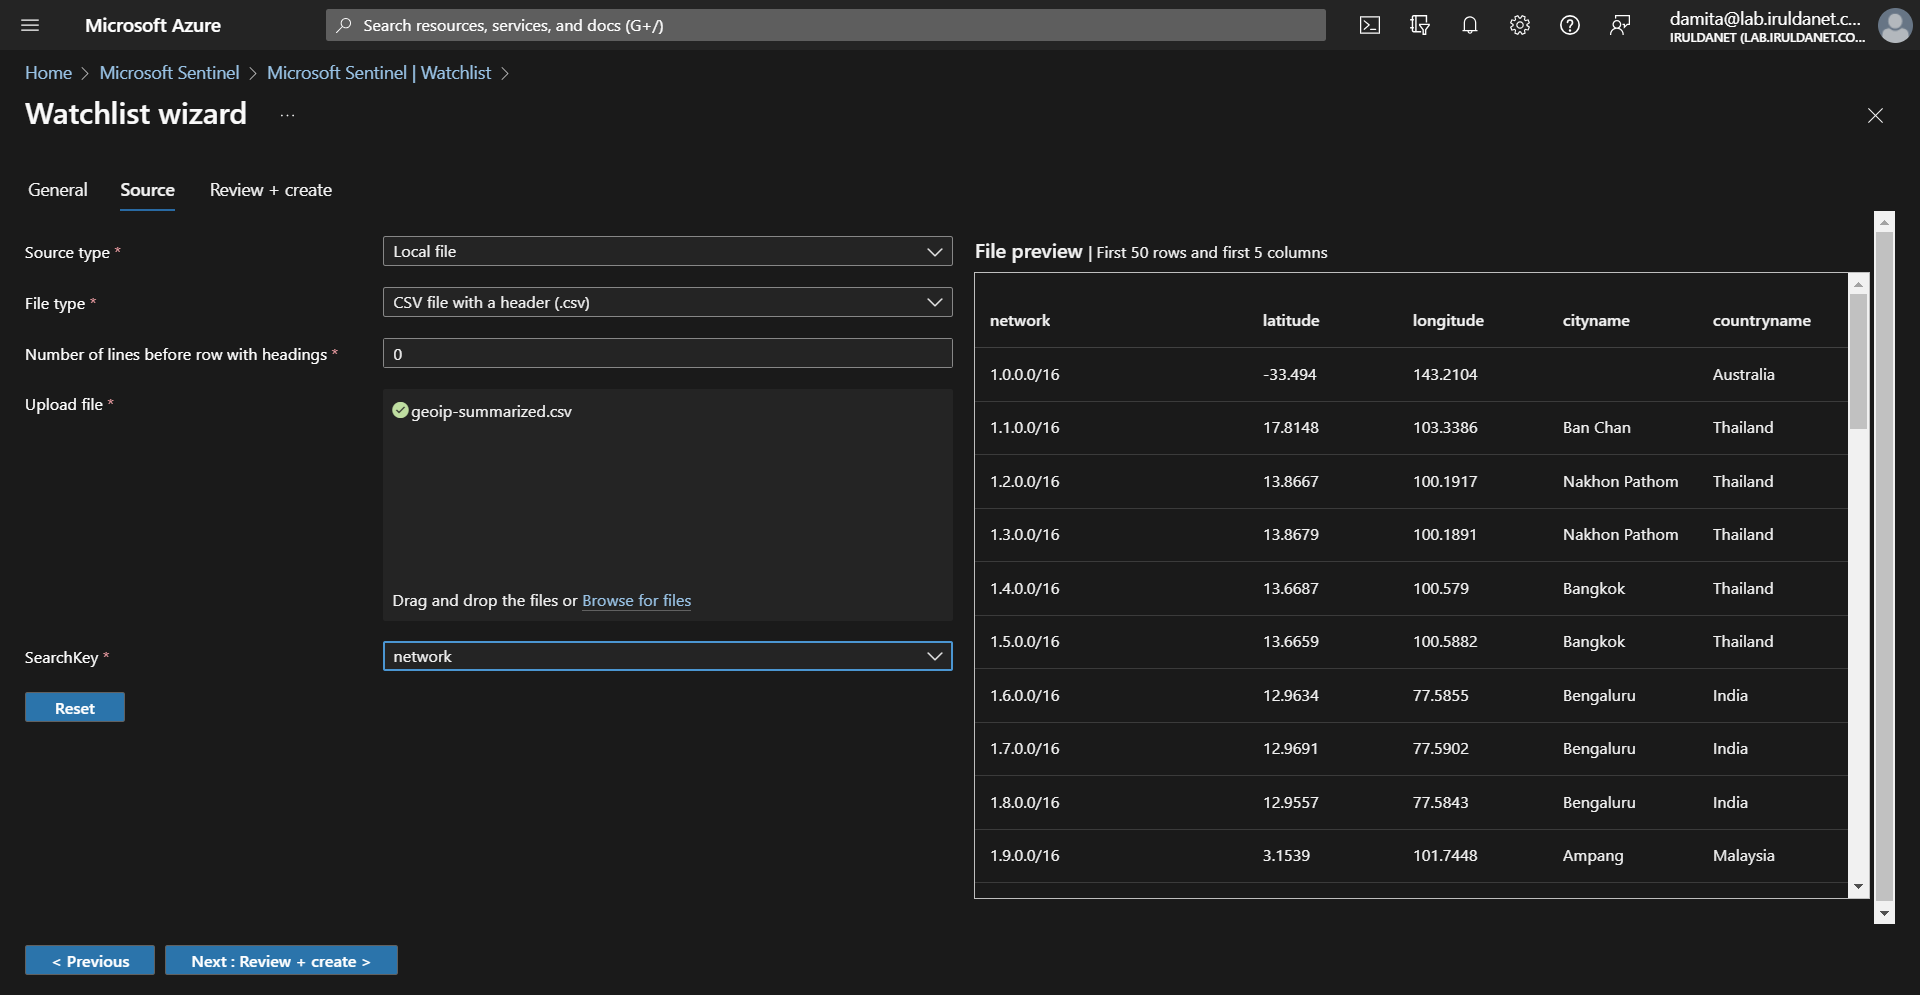 Microsoft Azure
Search resources, services, and docs (G+/)
damita@lab.iruldanet.c...
IRULDANET (LAB.IRULDANET.CO...
Home > Microsoft Sentinel > Microsoft Sentinel | Watchlist >
Watchlist wizard ...
General Source Review + create
Source type *
Local file
File type *
CSV file with a header (.csv)
Number of lines before row with headings *
0
Upload file *
geoip-summarized.csv
Drag and drop the files or Browse for files
SearchKey *
network
Reset
File preview | First 50 rows and first 5 columns
network latitude longitude cityname countryname
1.0.0.0/16 -33.494 143.2104 Australia
1.1.0.0/16 17.8148 103.3386 Ban Chan Thailand
1.2.0.0/16 13.8667 100.1917 Nakhon Pathom Thailand
1.3.0.0/16 13.8679 100.1891 Nakhon Pathom Thailand
1.4.0.0/16 13.6687 100.579 Bangkok Thailand
1.5.0.0/16 13.6659 100.5882 Bangkok Thailand
1.6.0.0/16 12.9634 77.5855 Bengaluru India
1.7.0.0/16 12.9691 77.5902 Bengaluru India
1.8.0.0/16 12.9557 77.5843 Bengaluru India
1.9.0.0/16 3.1539 101.7448 Ampang Malaysia
< Previous
Next : Review + create >